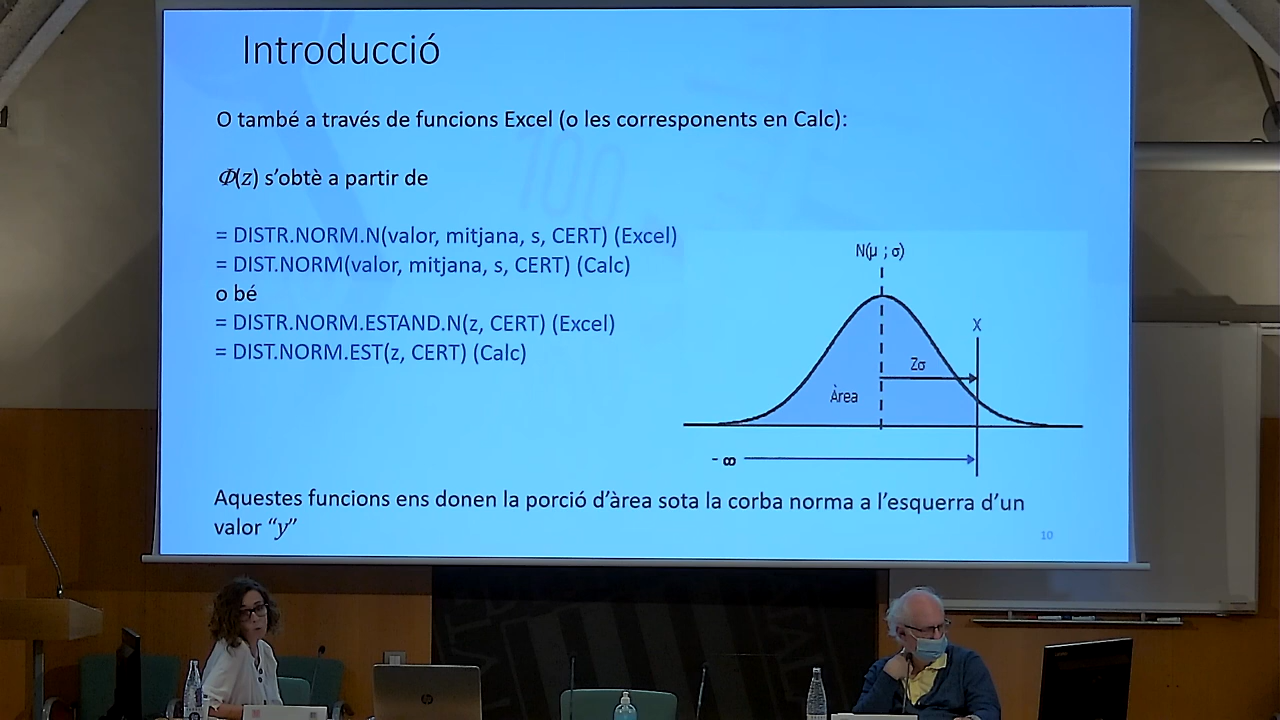 Introducció
O també a través de funcions Excel (o les corresponents en Calc):
Φ(z) s'obtè a partir de
= DISTR.NORM.N(valor, mitjana, s, CERT) (Excel)
= DIST.NORM(valor, mitjana, s, CERT) (Calc)
o bé
= DISTR.NORM.ESTAND.N(z, CERT) (Excel)
= DIST.NORM.EST(z, CERT) (Calc)
N(μ ; σ)
X
Zσ
Àrea
- ∞
Aquestes funcions ens donen la porció d'àrea sota la corba norma a l'esquerra d'un
valor “y”
10
100
hp